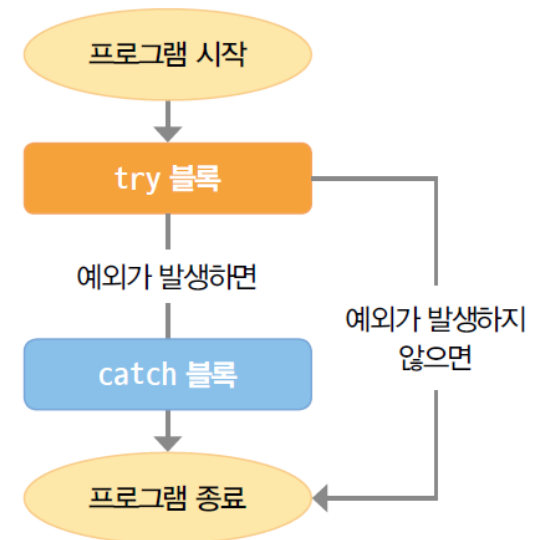 프로그램 시작
try 블록
예외가 발생하면
예외가 발생하지
않으면
catch 블록
프로그램 종료